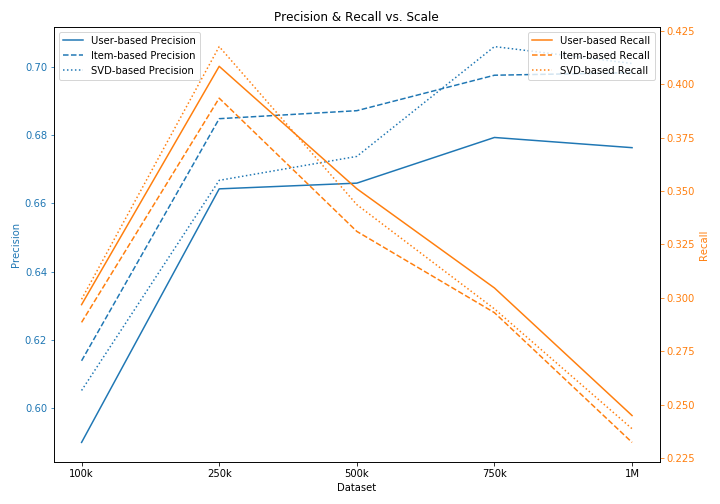 Precision & Recall vs. Scale
User-based Precision
Item-based Precision
SVD-based Precision
User-based Recall
Item-based Recall
SVD-based Recall
Precision
0.70
0.68
0.66
0.64
0.62
0.60
0.425
0.400
0.375
0.350
0.325
0.300
0.275
0.250
0.225
Recall
100k 250k 500k 750k 1M
Dataset